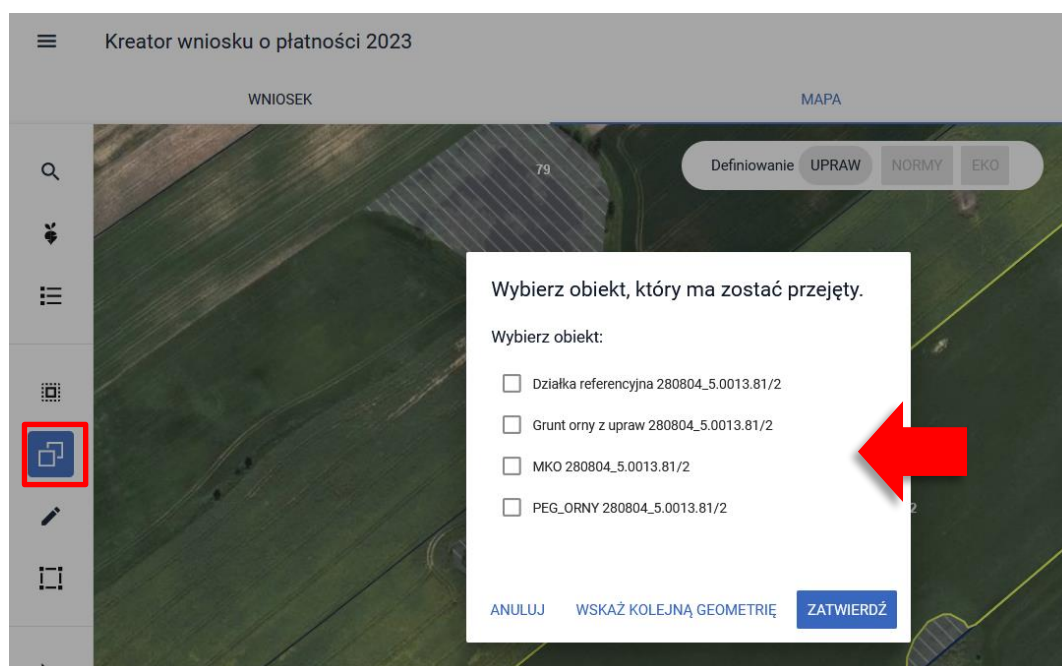 Kreator wniosku o płatności 2023
WNIOSEK
MAPA
79
Definiowanie UPRAW NORMY EKO
Wybierz obiekt, który ma zostać przejęty.
Wybierz obiekt:
Działka referencyjna 280804_5.0013.81/2
Grunt orny z upraw 280804_5.0013.81/2
MKO 280804_5.0013.81/2
PEG_ORNY 280804_5.0013.81/2
2
ANULUJ WSKAŻ KOLEJNĄ GEOMETRIĘ ZATWIERDŹ